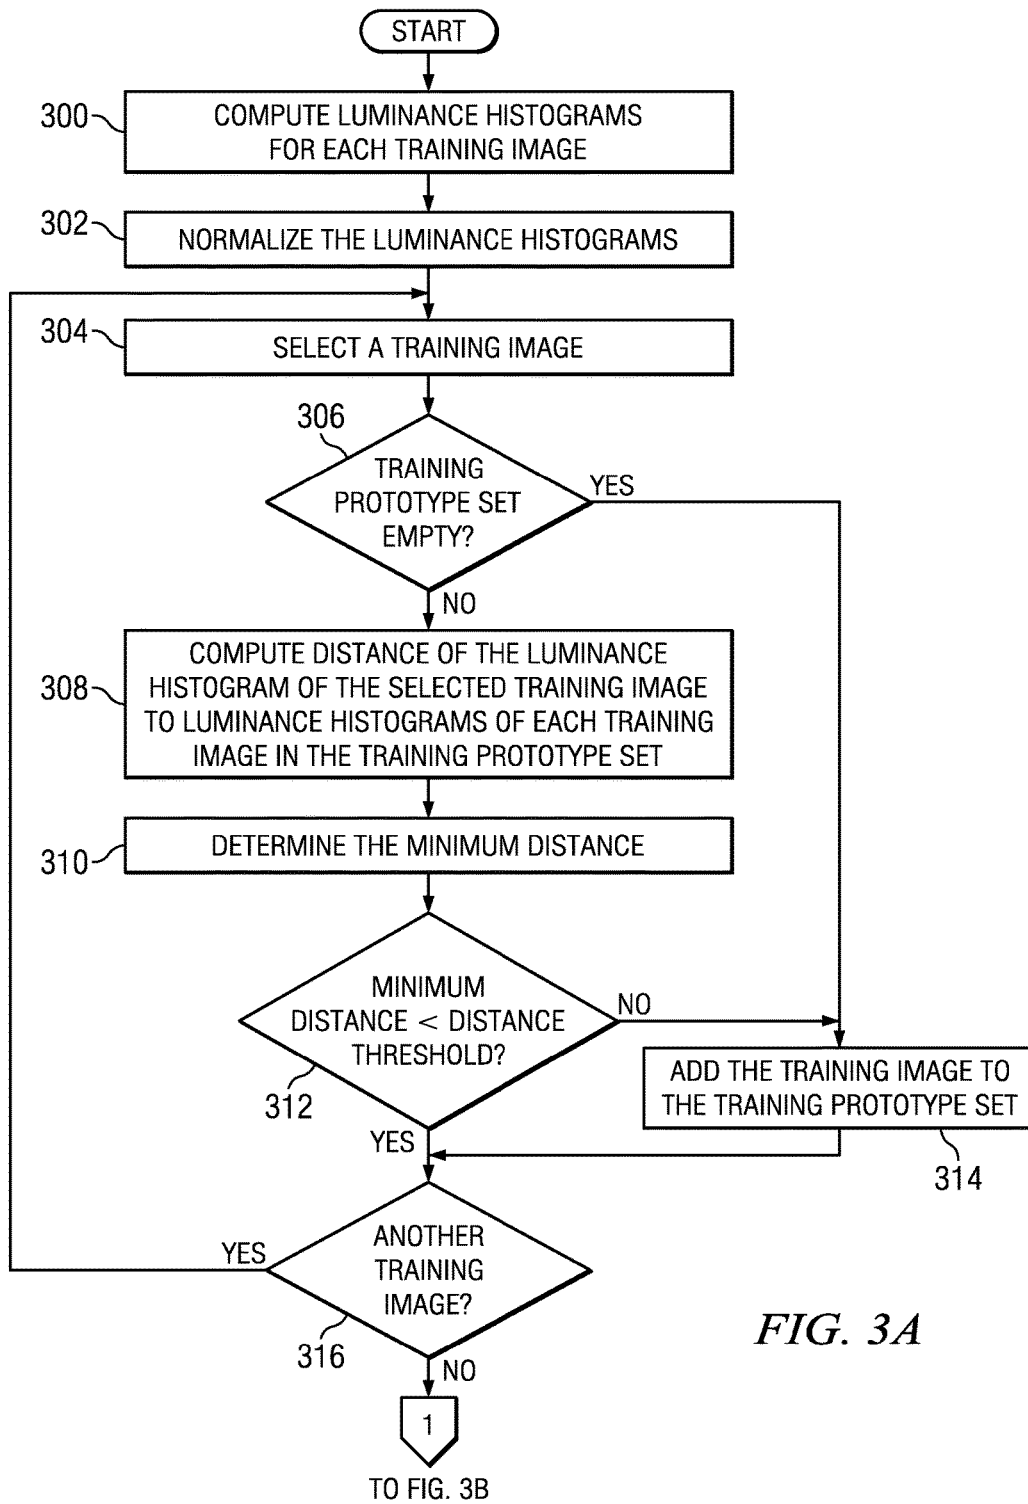 START
300
COMPUTE LUMINANCE HISTOGRAMS
FOR EACH TRAINING IMAGE
302
NORMALIZE THE LUMINANCE HISTOGRAMS
304
SELECT A TRAINING IMAGE
306
TRAINING
PROTOTYPE SET
EMPTY?
YES
NO
308
COMPUTE DISTANCE OF THE LUMINANCE
HISTOGRAM OF THE SELECTED TRAINING IMAGE
TO LUMINANCE HISTOGRAMS OF EACH TRAINING
IMAGE IN THE TRAINING PROTOTYPE SET
310
DETERMINE THE MINIMUM DISTANCE
MINIMUM
DISTANCE < DISTANCE
THRESHOLD?
NO
312
YES
ADD THE TRAINING IMAGE TO
THE TRAINING PROTOTYPE SET
314
ANOTHER
TRAINING
IMAGE?
YES
316
NO
FIG. 3A
1
TO FIG. 3B